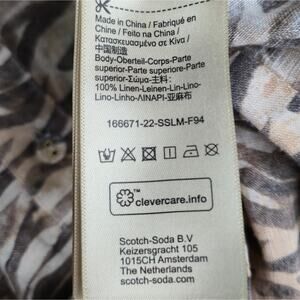 Made in China / Fabriqué en
Chine / Feito na China /
Κατασκευασμένο σε Κίνα /
中国制造
Body-Oberteil-Corps-Parte
superior-Parte superiore-Parte
superior-Σώμα-主料:
100% Linen-Leinen-Lin-Lino-
Lino-Linho-ΛΙΝΑΡΙ-亚麻布
166671-22-SSLM-F94
clevercare.info
Scotch-Soda B.V
Keizersgracht 105
1015CH Amsterdam
The Netherlands
scotch-soda.com